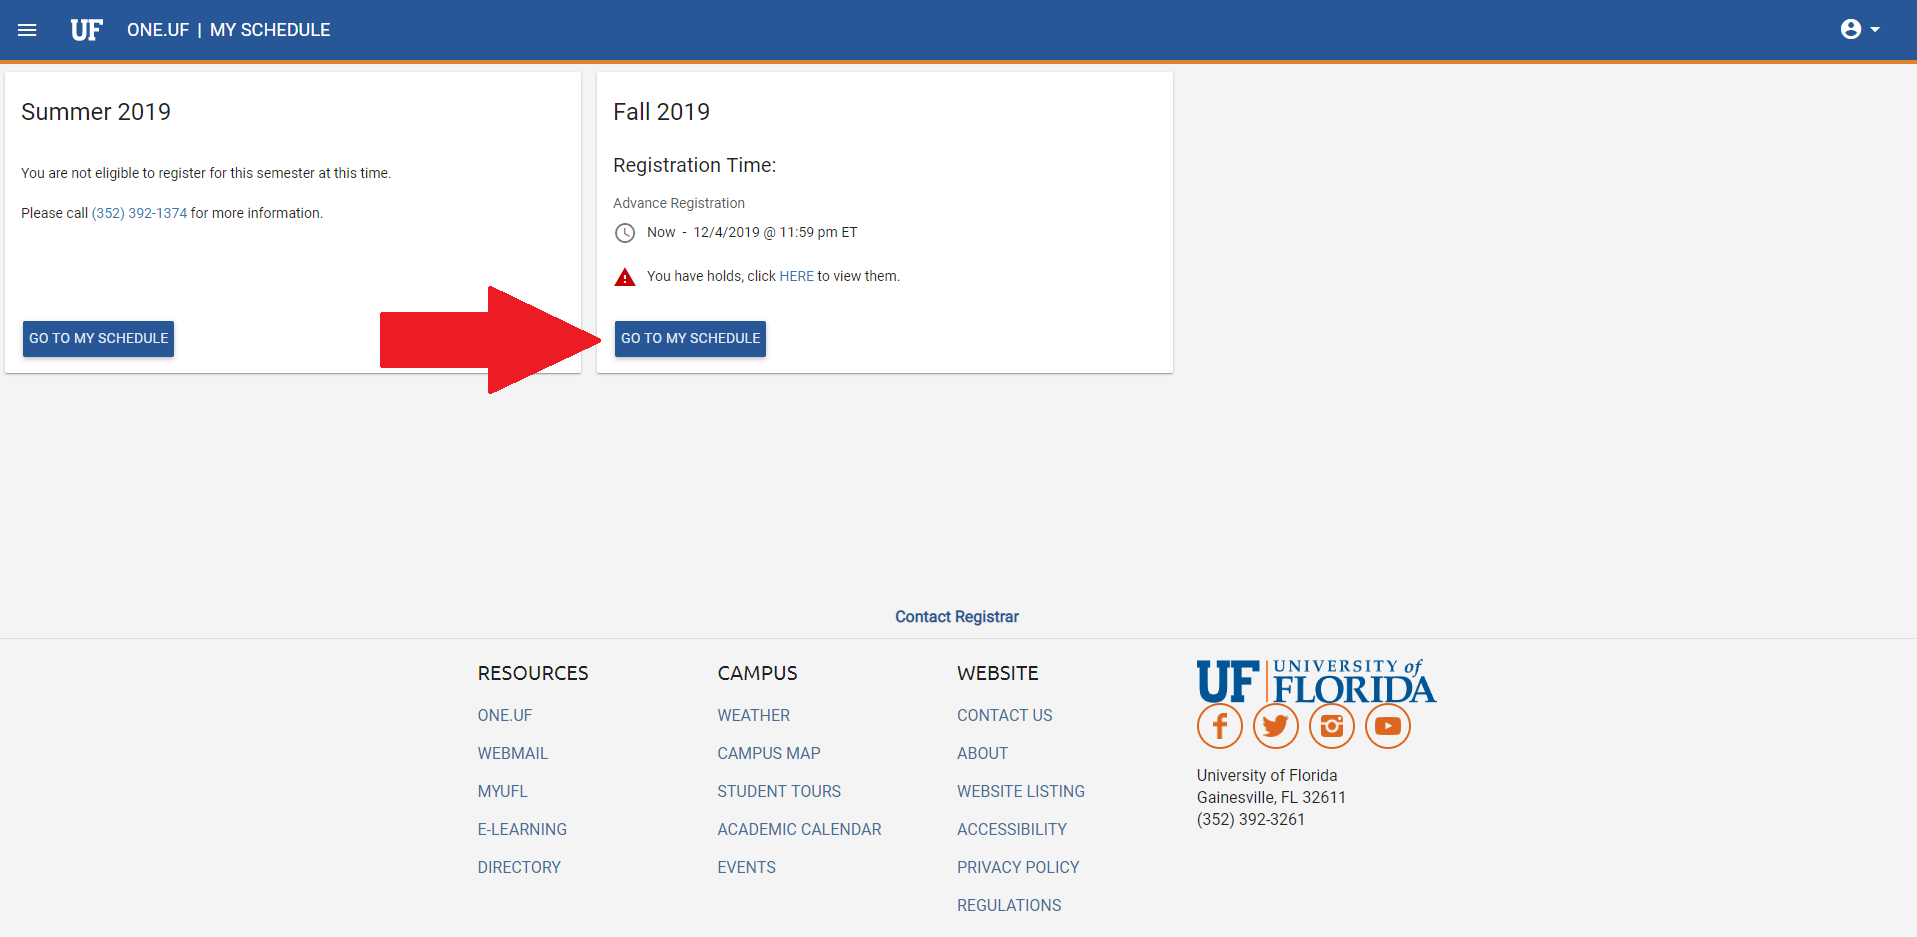 UF ONE.UF | MY SCHEDULE
Summer 2019
You are not eligible to register for this semester at this time.
Please call (352) 392-1374 for more information.
GO TO MY SCHEDULE
Fall 2019
Registration Time:
Advance Registration
Now - 12/4/2019 @ 11:59 pm ET
You have holds, click HERE to view them.
GO TO MY SCHEDULE
Contact Registrar
RESOURCES
ONE.UF
WEBMAIL
MYUFL
E-LEARNING
DIRECTORY
CAMPUS
WEATHER
CAMPUS MAP
STUDENT TOURS
ACADEMIC CALENDAR
EVENTS
WEBSITE
CONTACT US
ABOUT
WEBSITE LISTING
ACCESSIBILITY
PRIVACY POLICY
REGULATIONS
UF UNIVERSITY of
FLORIDA
University of Florida
Gainesville, FL 32611
(352) 392-3261